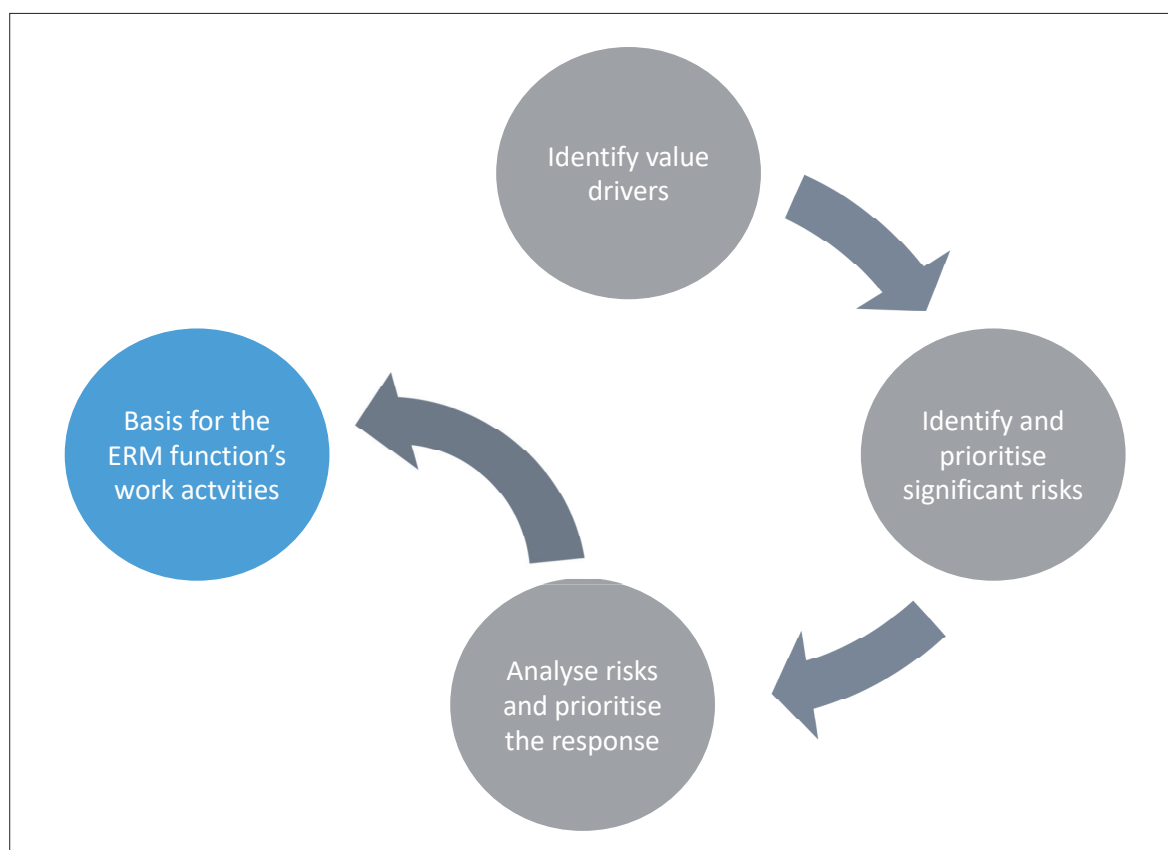 Identify value
drivers
Identify and
prioritise
significant risks
Analyse risks
and prioritise
the response
Basis for the
ERM function’s
work actvities